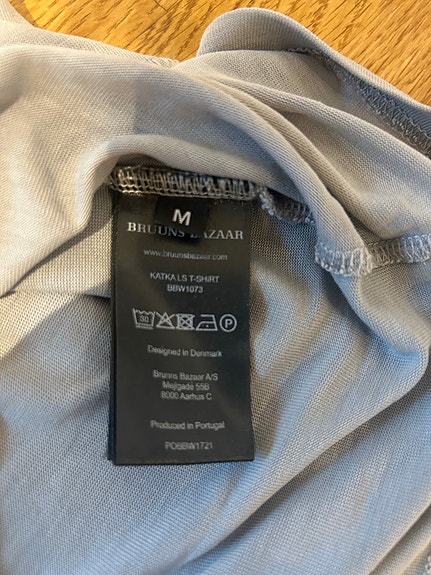 M
BRUUNS BAZAAR
www.bruunsbazaar.com
KATKA LS T-SHIRT
BBW1073
30
P
Designed in Denmark
Bruuns Bazaar A/S
Mejlgade 55B
8000 Aarhus C
Produced in Portugal
POBBW1721